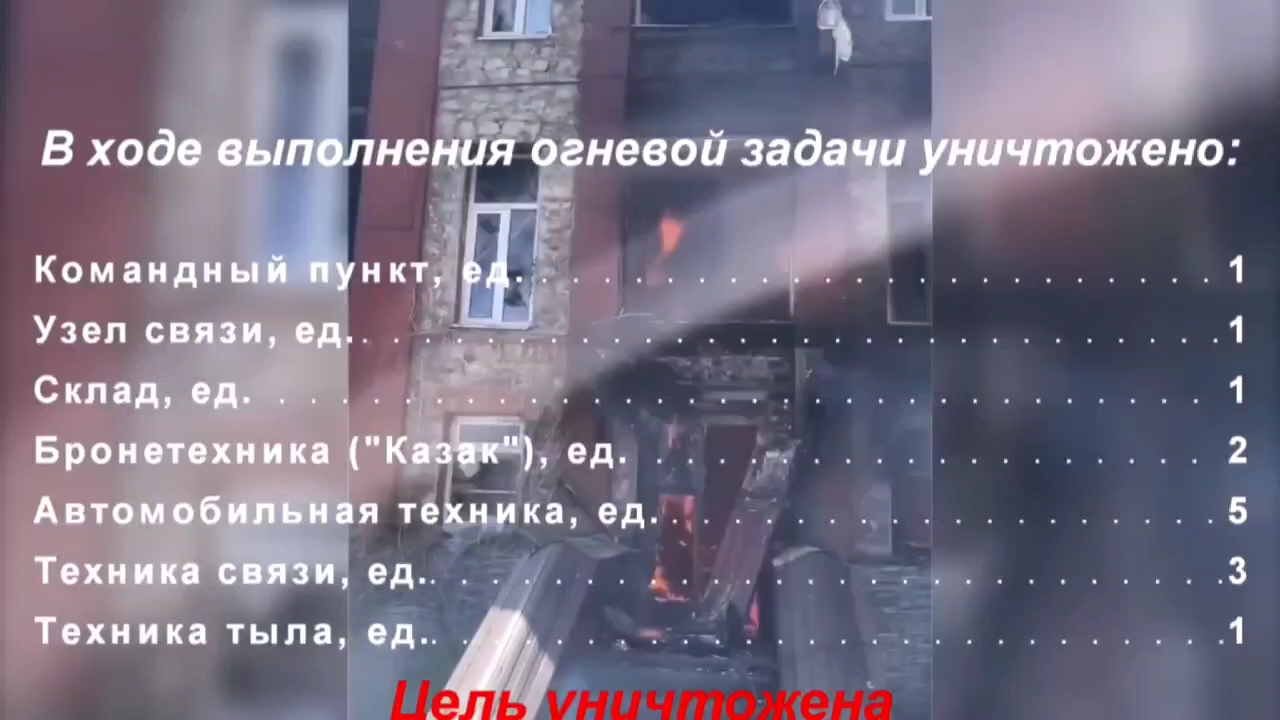 В ходе выполнения огневой задачи уничтожено:
Командный пункт, ед. . . . . . . . . . . . . . . . . . . . . . . 1
Узел связи, ед. . . . . . . . . . . . . . . . . . . . . . . . . . . . 1
Склад, ед. . . . . . . . . . . . . . . . . . . . . . . . . . . . . . . 1
Бронетехника ("Казак"), ед. . . . . . . . . . . . . . . . . . . 2
Автомобильная техника, ед. . . . . . . . . . . . . . . . . . . 5
Техника связи, ед. . . . . . . . . . . . . . . . . . . . . . . . . . 3
Техника тыла, ед. . . . . . . . . . . . . . . . . . . . . . . . . . 1
Цель уничтожена